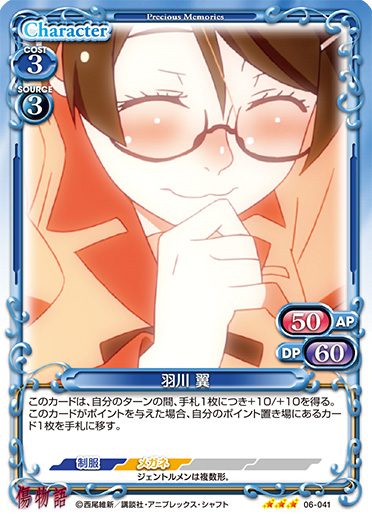 Precious Memories
Character
COST
3
SOURCE
3
50 AP
DP 60
羽川 翼
このカードは、自分のターンの間、手札1枚につき+10/+10を得る。
このカードがポイントを与えた場合、自分のポイント置き場にあるカー
ド1枚を手札に移す。
制服 メガネ
ジェントルメンは複数形。
傷物語
©西尾維新/講談社・アニプレックス・シャフト
06-041